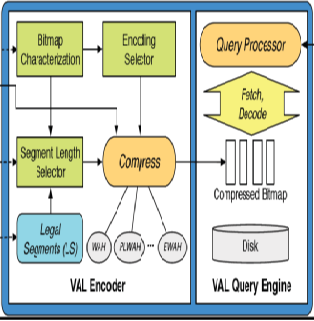 Bitmap
Characterization
Encoding
Selector
Query Processor
Fetch,
Decode
Segment Length
Selector
Compress
Compressed Bitmap
Legal
Segments (LS)
WAH
PLWAH
...
EWAH
Disk
VAL Encoder
VAL Query Engine